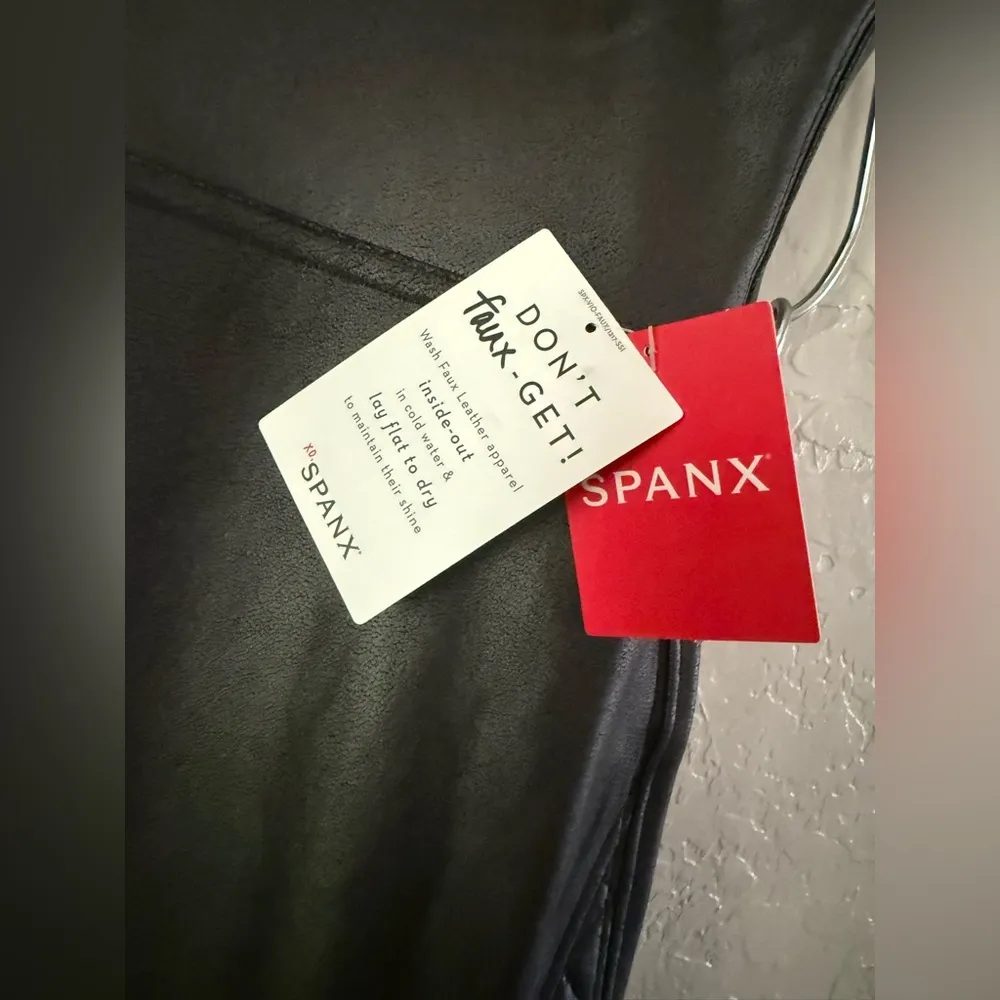 DON'T
faux-GET!
Wash Faux Leather apparel
inside-out
in cold water &
lay flat to dry
to maintain their shine
XO,
SPANX®
SPANX®